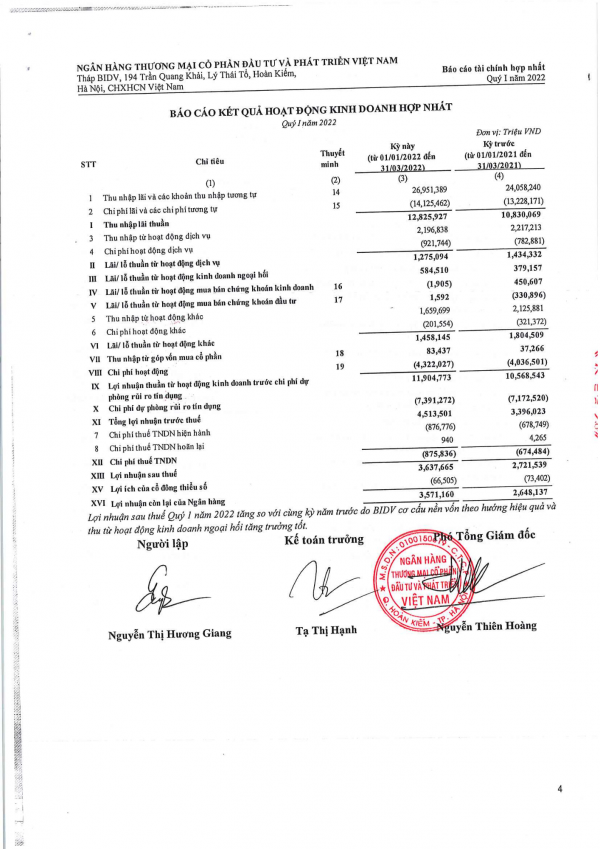 NGÂN HÀNG THƯƠNG MẠI CỔ PHẦN ĐẦU TƯ VÀ PHÁT TRIỂN VIỆT NAM
Tháp BIDV, 194 Trần Quang Khải, Lý Thái Tổ, Hoàn Kiếm, Báo cáo tài chính hợp nhất
Hà Nội, CHXHCN Việt Nam Quý I năm 2022
BÁO CÁO KẾT QUẢ HOẠT ĐỘNG KINH DOANH HỢP NHẤT
Quý I năm 2022
Đơn vị: Triệu VND
STT Chỉ tiêu Thuyết minh Kỳ này (từ 01/01/2022 đến 31/03/2022) Kỳ trước (từ 01/01/2021 đến 31/03/2021)
(1) (2) (3) (4)
1 Thu nhập lãi và các khoản thu nhập tương tự 14 26,951,389 24,058,240
2 Chi phí lãi và các chi phí tương tự 15 (14,125,462) (13,228,171)
I Thu nhập lãi thuần 12,825,927 10,830,069
3 Thu nhập từ hoạt động dịch vụ 2,196,838 2,217,213
4 Chi phí hoạt động dịch vụ (921,744) (782,881)
II Lãi/ lỗ thuần từ hoạt động dịch vụ 1,275,094 1,434,332
III Lãi/ lỗ thuần từ hoạt động kinh doanh ngoại hối 584,510 379,157
IV Lãi/ lỗ thuần từ hoạt động mua bán chứng khoán kinh doanh 16 (1,905) 450,607
V Lãi/ lỗ thuần từ hoạt động mua bán chứng khoán đầu tư 17 1,592 (330,896)
5 Thu nhập từ hoạt động khác 1,659,699 2,125,881
6 Chi phí hoạt động khác (201,554) (321,372)
VI Lãi/ lỗ thuần từ hoạt động khác 1,458,145 1,804,509
VII Thu nhập từ góp vốn mua cổ phần 18 83,437 37,266
VIII Chi phí hoạt động 19 (4,322,027) (4,036,501)
IX Lợi nhuận thuần từ hoạt động kinh doanh trước chi phí dự 11,904,773 10,568,543
phòng rủi ro tín dụng
X Chi phí dự phòng rủi ro tín dụng (7,391,272) (7,172,520)
XI Tổng lợi nhuận trước thuế 4,513,501 3,396,023
7 Chi phí thuế TNDN hiện hành (876,776) (678,749)
8 Chi phí thuế TNDN hoãn lại 940 4,265
XII Chi phí thuế TNDN (875,836) (674,484)
XIII Lợi nhuận sau thuế 3,637,665 2,721,539
XV Lợi ích của cổ đông thiểu số (66,505) (73,402)
XVI Lợi nhuận còn lại của Ngân hàng 3,571,160 2,648,137
Lợi nhuận sau thuế Quý 1 năm 2022 tăng so với cùng kỳ năm trước do BIDV cơ cấu nền vốn theo hướng hiệu quả và
thu từ hoạt động kinh doanh ngoại hối tăng trưởng tốt.
Người lập Kế toán trưởng Phó Tổng Giám đốc
NGÂN HÀNG
THƯƠNG MẠI CỔ PHẦN
ĐẦU TƯ VÀ PHÁT TRIỂN
VIỆT NAM
Q. HOÀN KIẾM - TP. HÀ NỘI
Nguyễn Thị Hương Giang Tạ Thị Hạnh Nguyễn Thiên Hoàng
4